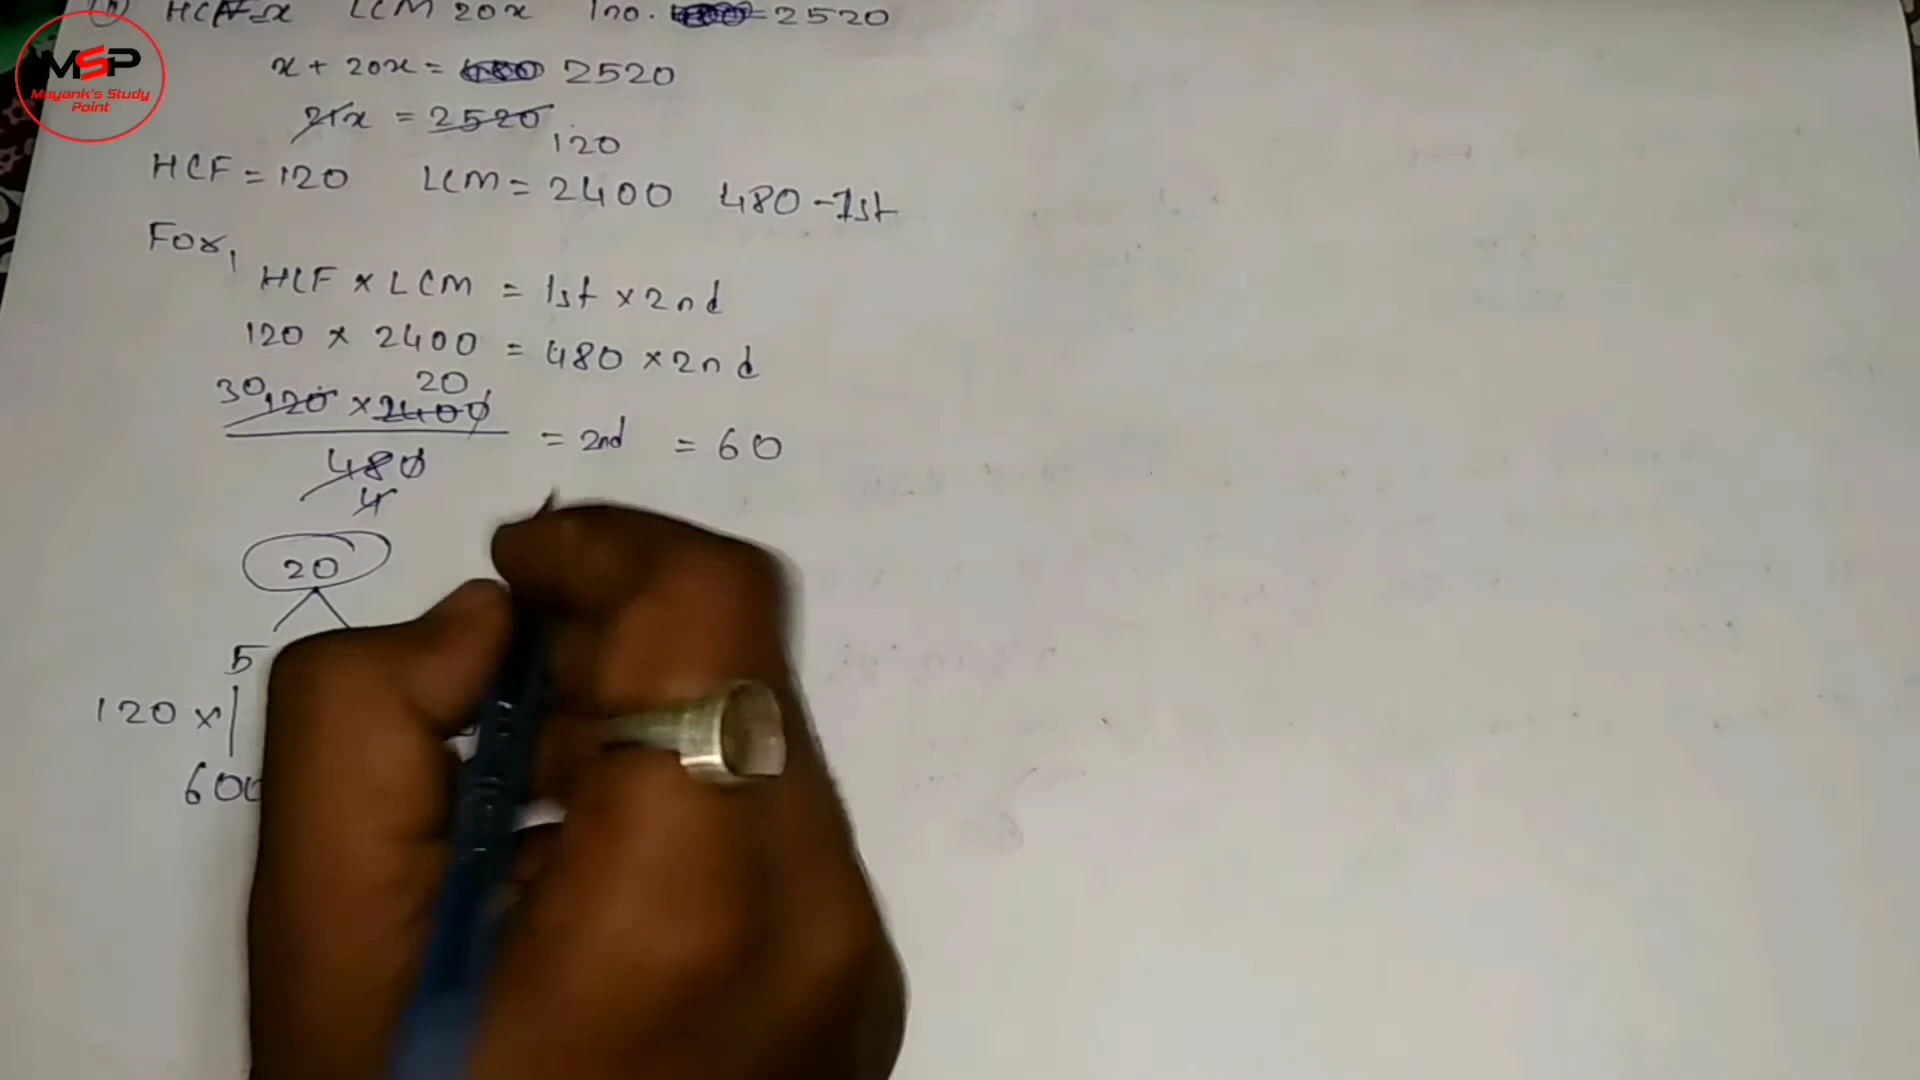 MSP
Mayank's Study
Point
HCF = x LCM 20x 1no. 2520
x + 20x = 2520
21x = 2520
120
HCF = 120 LCM = 2400 480 - 1st
For,
HCF × LCM = 1st × 2nd
120 × 2400 = 480 × 2nd
30 120 × 2400 20
480 = 2nd = 60
4
20
5
120 ×
600